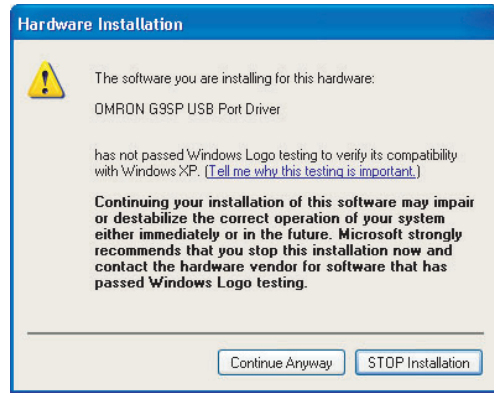 Hardware Installation
The software you are installing for this hardware:
OMRON G9SP USB Port Driver
has not passed Windows Logo testing to verify its compatibility
with Windows XP. (Tell me why this testing is important.)
Continuing your installation of this software may impair
or destabilize the correct operation of your system
either immediately or in the future. Microsoft strongly
recommends that you stop this installation now and
contact the hardware vendor for software that has
passed Windows Logo testing.
Continue Anyway
STOP Installation